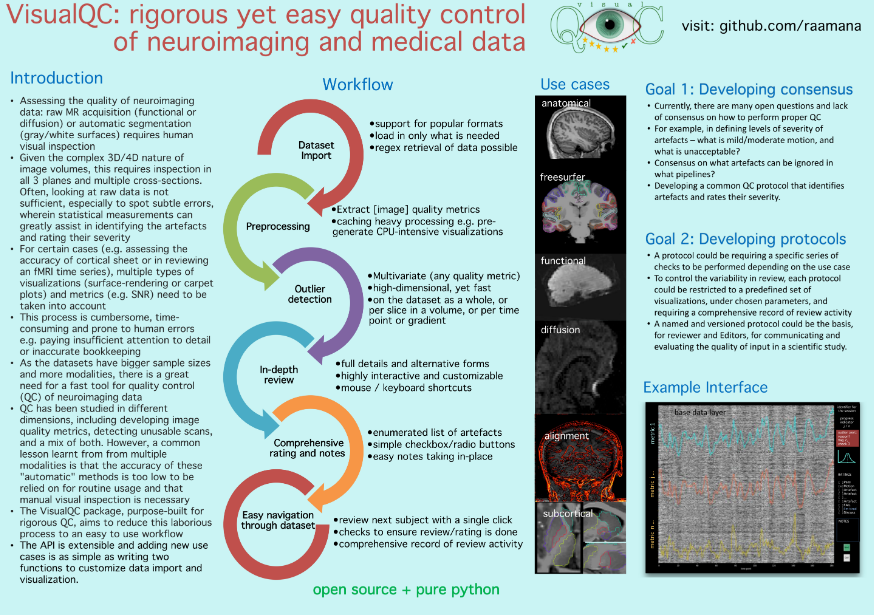 VisualQC: rigorous yet easy quality control
of neuroimaging and medical data
visual
QC
visit: github.com/raamana
Introduction
• Assessing the quality of neuroimaging
data: raw MR acquisition (functional or
diffusion) or automatic segmentation
(gray/white surfaces) requires human
visual inspection
• Given the complex 3D/4D nature of
image volumes, this requires inspection in
all 3 planes and multiple cross-sections.
Often, looking at raw data is not
sufficient, especially to spot subtle errors,
wherein statistical measurements can
greatly assist in identifying the artefacts
and rating their severity
• For certain cases (e.g. assessing the
accuracy of cortical sheet or in reviewing
an fMRI time series), multiple types of
visualizations (surface-rendering or carpet
plots) and metrics (e.g. SNR) need to be
taken into account
• This process is cumbersome, time-
consuming and prone to human errors
e.g. paying insufficient attention to detail
or inaccurate bookkeeping
• As the datasets have bigger sample sizes
and more modalities, there is a great
need for a fast tool for quality control
(QC) of neuroimaging data
• QC has been studied in different
dimensions, including developing image
quality metrics, detecting unusable scans,
and a mix of both. However, a common
lesson learnt from from multiple
modalities is that the accuracy of these
"automatic" methods is too low to be
relied on for routine usage and that
manual visual inspection is necessary
• The VisualQC package, purpose-built for
rigorous QC, aims to reduce this laborious
process to an easy to use workflow
• The API is extensible and adding new use
cases is as simple as writing two
functions to customize data import and
visualization.
Workflow
Dataset
Import
•support for popular formats
•load in only what is needed
•regex retrieval of data possible
Preprocessing
•Extract [image] quality metrics
•caching heavy processing e.g. pre-
generate CPU-intensive visualizations
Outlier
detection
•Multivariate (any quality metric)
•high-dimensional, yet fast
•on the dataset as a whole, or
per slice in a volume, or per time
point or gradient
In-depth
review
•full details and alternative forms
•highly interactive and customizable
•mouse / keyboard shortcuts
Comprehensive
rating and notes
•enumerated list of artefacts
•simple checkbox/radio buttons
•easy notes taking in-place
Easy navigation
through dataset
•review next subject with a single click
•checks to ensure review/rating is done
•comprehensive record of review activity
open source + pure python
Use cases
anatomical
freesurfer
functional
diffusion
alignment
subcortical
Goal 1: Developing consensus
• Currently, there are many open questions and lack
of consensus on how to perform proper QC
• For example, in defining levels of severity of
artefacts – what is mild/moderate motion, and
what is unacceptable?
• Consensus on what artefacts can be ignored in
what pipelines?
• Developing a common QC protocol that identifies
artefacts and rates their severity.
Goal 2: Developing protocols
• A protocol could be requiring a specific series of
checks to be performed depending on the use case
• To control the variability in review, each protocol
could be restricted to a predefined set of
visualizations, under chosen parameters, and
requiring a comprehensive record of review activity
• A named and versioned protocol could be the basis,
for reviewer and Editors, for communicating and
evaluating the quality of input in a scientific study.
Example Interface
base data layer
metric 1